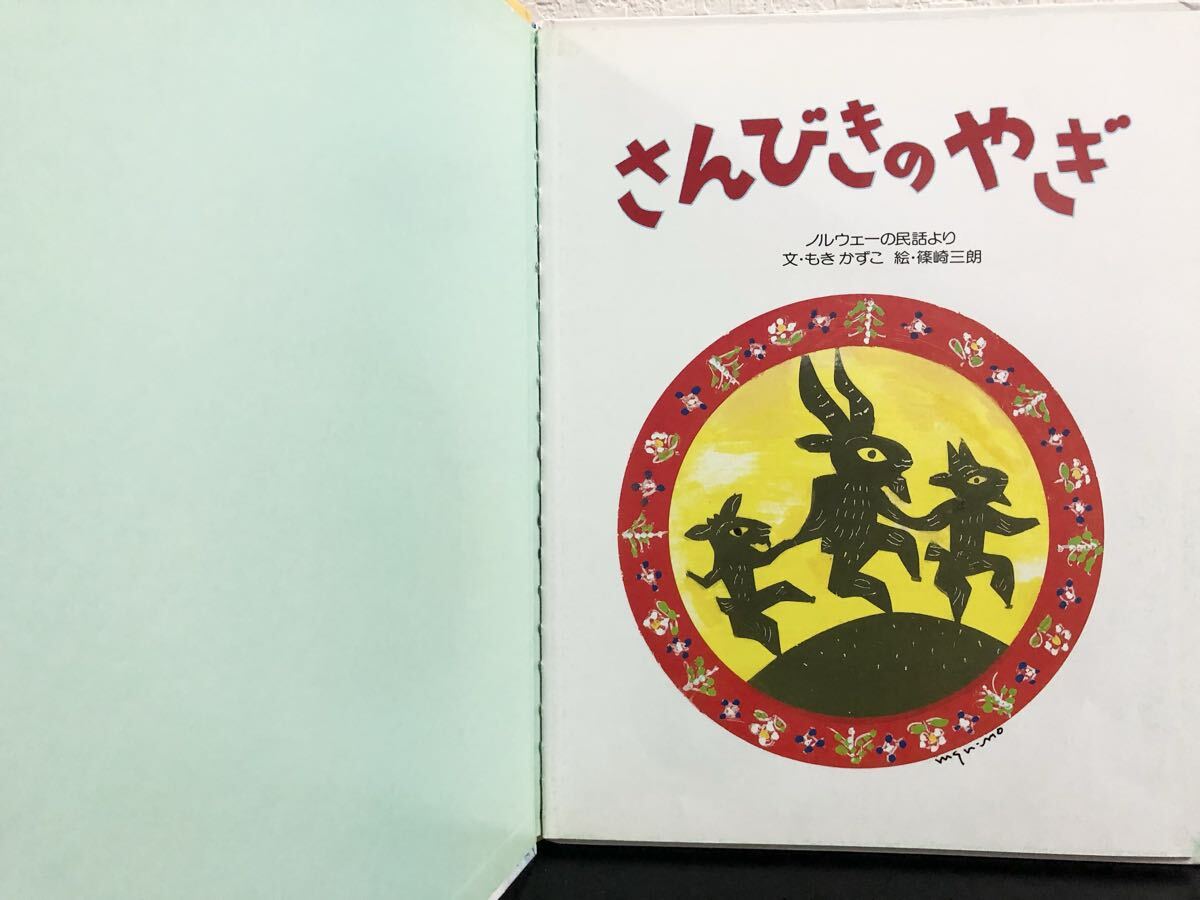 さんびきのやぎ
ノルウェーの民話より
文・もき かずこ 絵・篠崎三朗